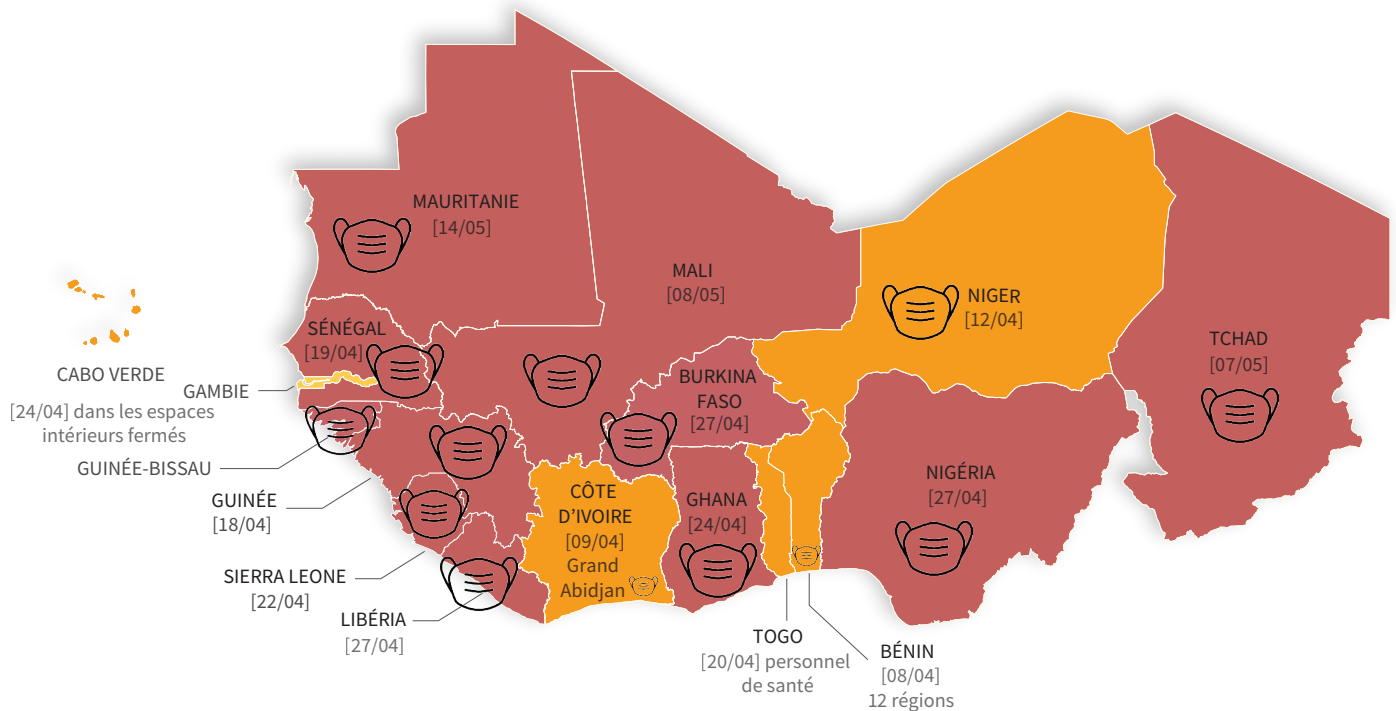 MAURITANIE
[14/05]
MALI
[08/05]
NIGER
[12/04]
TCHAD
[07/05]
SÉNÉGAL
[19/04]
CABO VERDE
[24/04] dans les espaces
intérieurs fermés
GAMBIE
GUINÉE-BISSAU
GUINÉE
[18/04]
SIERRA LEONE
[22/04]
LIBÉRIA
[27/04]
BURKINA
FASO
[27/04]
CÔTE
D’IVOIRE
[09/04]
Grand
Abidjan
GHANA
[24/04]
NIGÉRIA
[27/04]
TOGO
[20/04] personnel
de santé
BÉNIN
[08/04]
12 régions